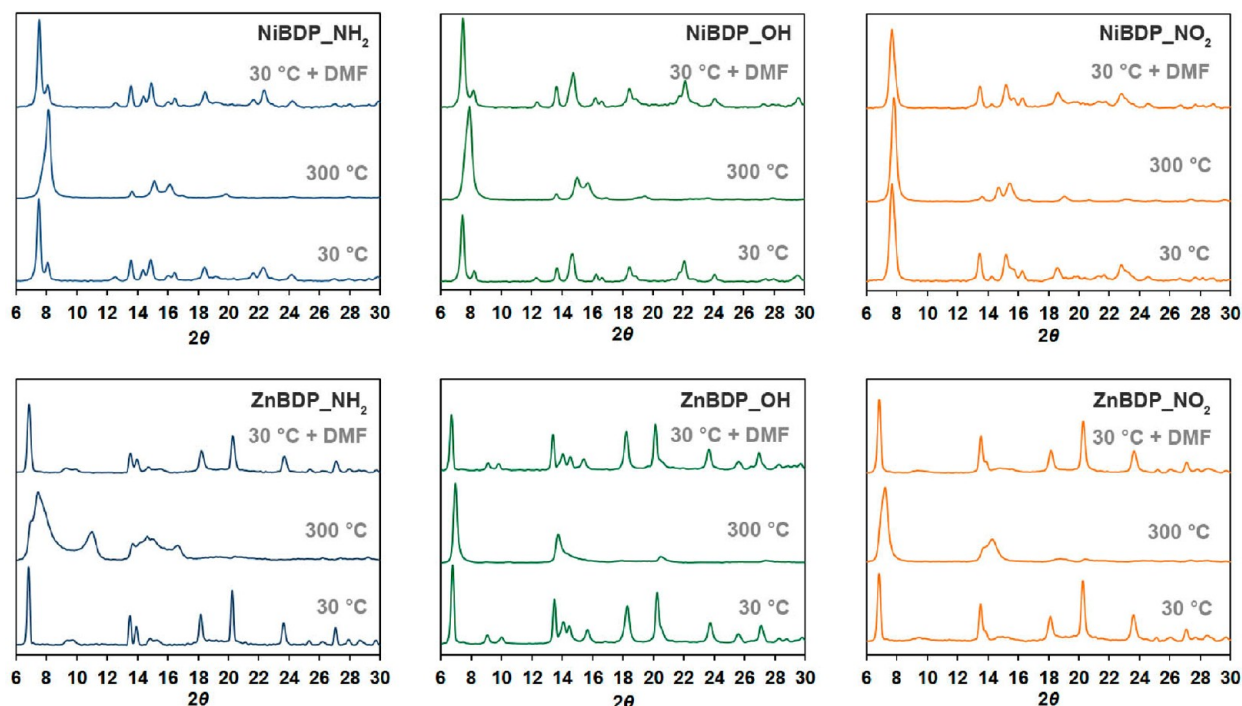 NiBDP_NH₂
30 °C + DMF
300 °C
30 °C
6 8 10 12 14 16 18 20 22 24 26 28 30
2θ
NiBDP_OH
30 °C + DMF
300 °C
30 °C
6 8 10 12 14 16 18 20 22 24 26 28 30
2θ
NiBDP_NO₂
30 °C + DMF
300 °C
30 °C
6 8 10 12 14 16 18 20 22 24 26 28 30
2θ
ZnBDP_NH₂
30 °C + DMF
300 °C
30 °C
6 8 10 12 14 16 18 20 22 24 26 28 30
2θ
ZnBDP_OH
30 °C + DMF
300 °C
30 °C
6 8 10 12 14 16 18 20 22 24 26 28 30
2θ
ZnBDP_NO₂
30 °C + DMF
300 °C
30 °C
6 8 10 12 14 16 18 20 22 24 26 28 30
2θ